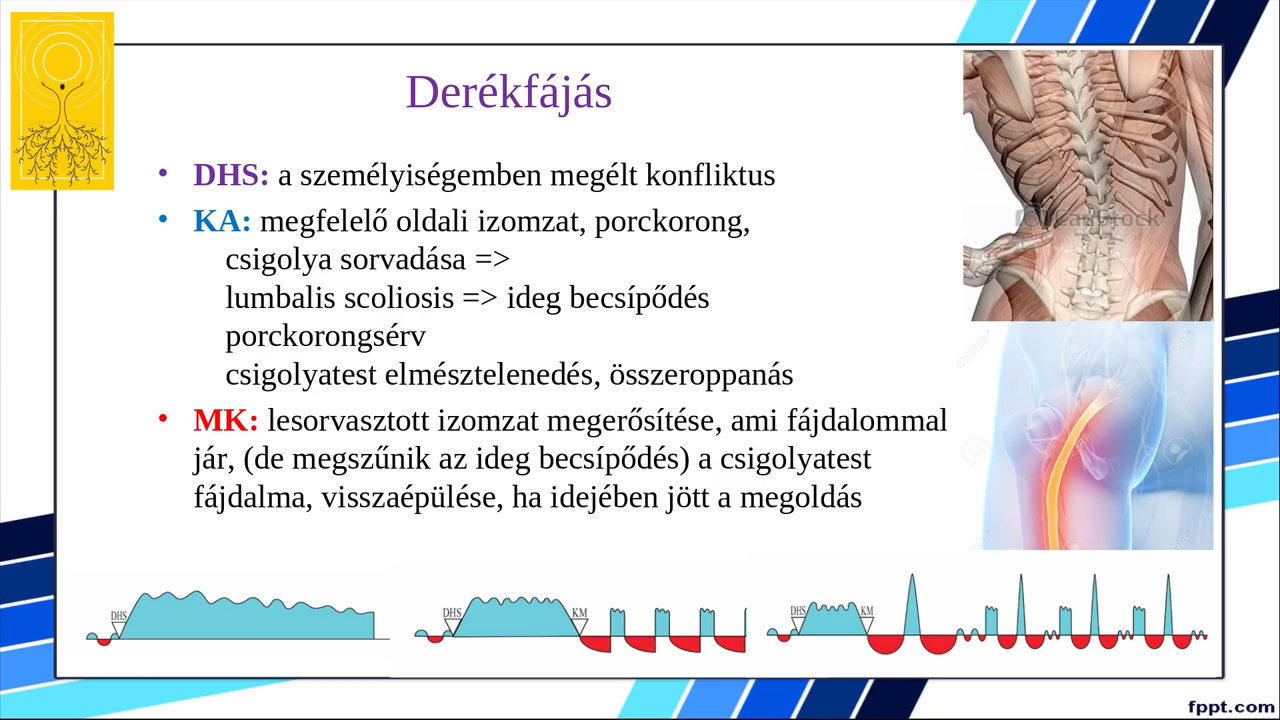 Derékfájás
• DHS: a személyiségemben megélt konfliktus
• KA: megfelelő oldali izomzat, porckorong,
csigolya sorvadása =>
lumbalis scoliosis => ideg becsípődés
porckorongsérv
csigolyatest elmésztelenedés, összeroppanás
• MK: lesorvasztott izomzat megerősítése, ami fájdalommal
jár, (de megszűnik az ideg becsípődés) a csigolyatest
fájdalma, visszaépülése, ha idejében jött a megoldás
© CanStock
DHS
DHS KM
DHS KM
fppt.com